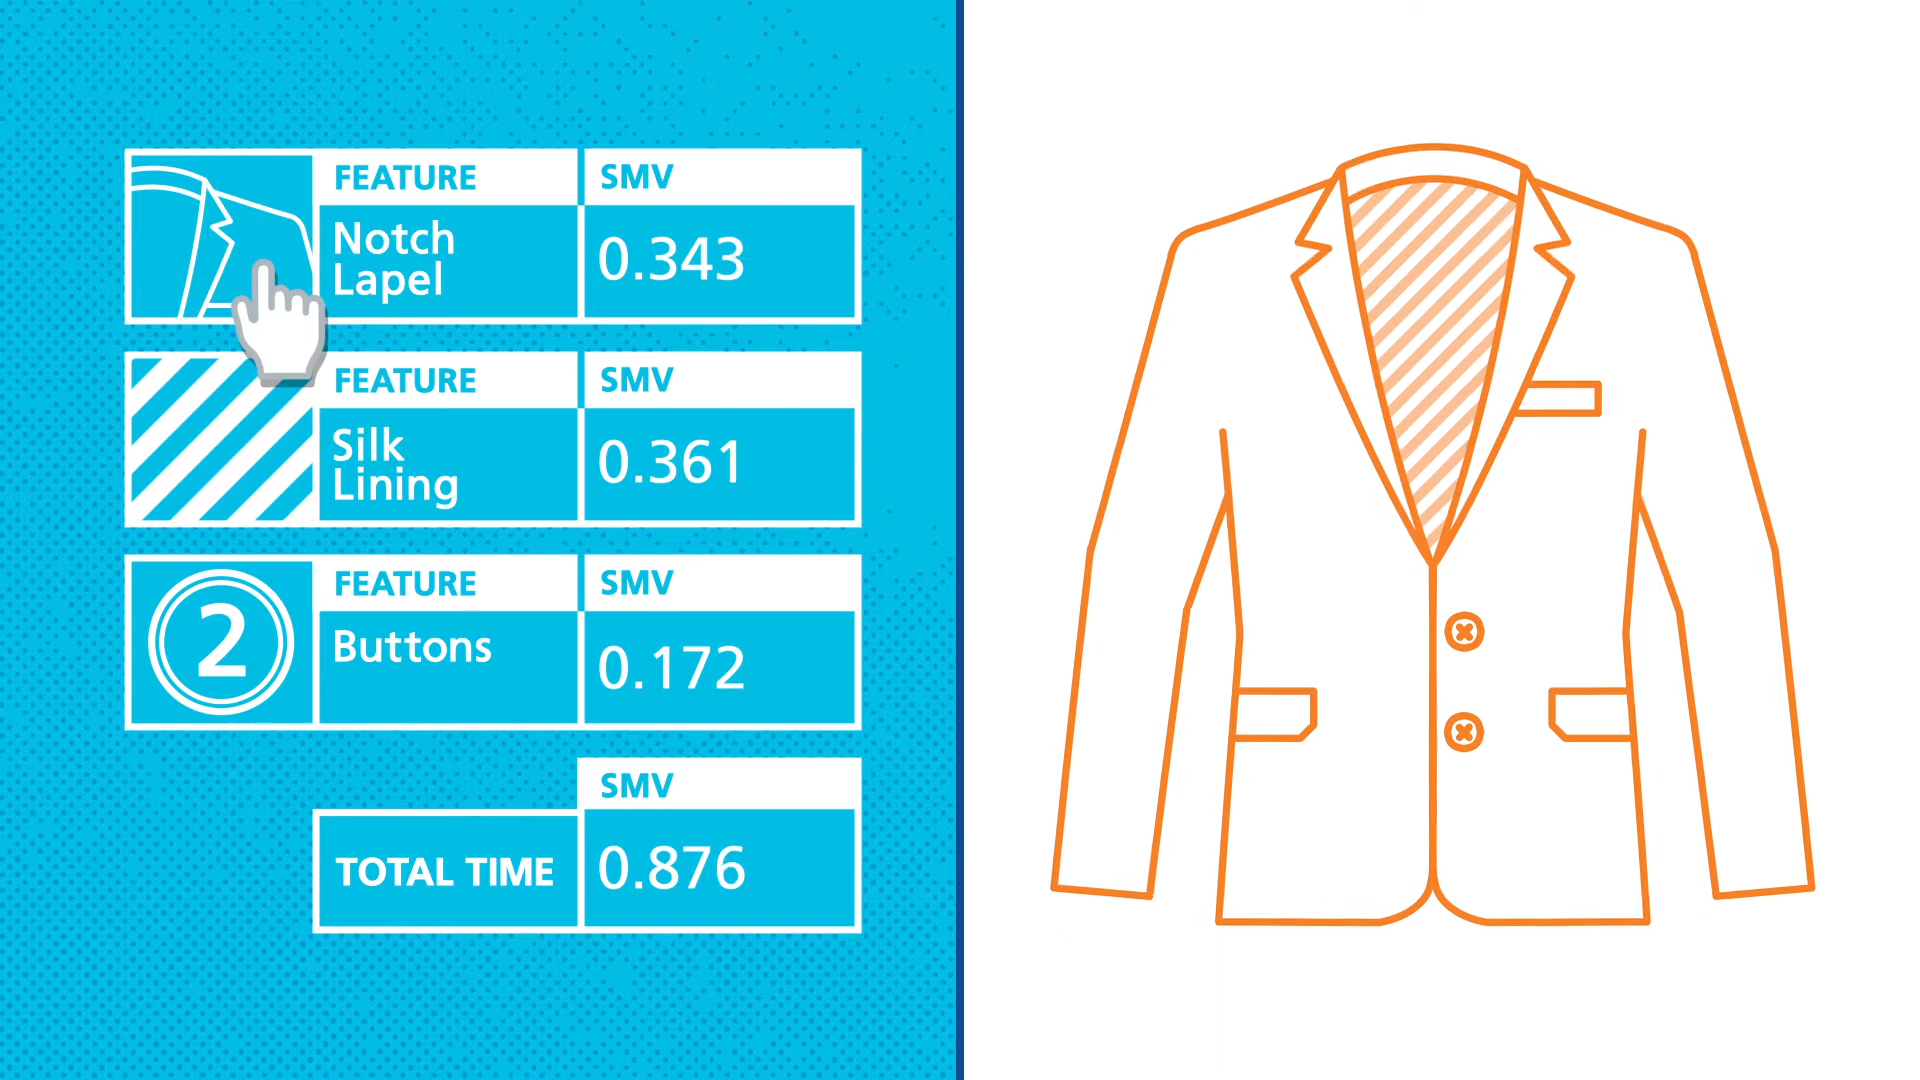 FEATURE SMV
Notch
Lapel
0.343
FEATURE SMV
Silk
Lining
0.361
FEATURE SMV
2
Buttons
0.172
SMV
TOTAL TIME 0.876